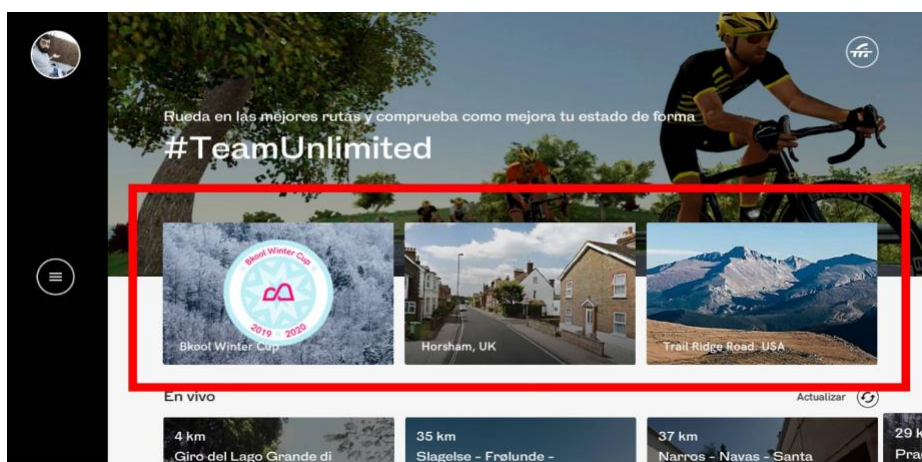 Rueda en las mejores rutas y comprueba como mejora tu estado de forma
#TeamUnlimited
Bkool Winter Cup
2019 - 2020
Bkool Winter Cup
Horsham, UK
Trail Ridge Road. USA
En vivo
Actualizar
4 km
Giro del Lago Grande di
35 km
Slagelse - Frølunde -
37 km
Narros - Navas - Santa
29 k
Pra